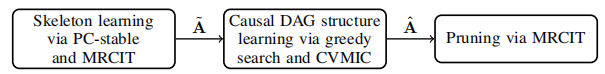 Skeleton learning
via PC-stable
and MRCIT
Ã
Causal DAG structure
learning via greedy
search and CVMIC
Â
Pruning via MRCIT